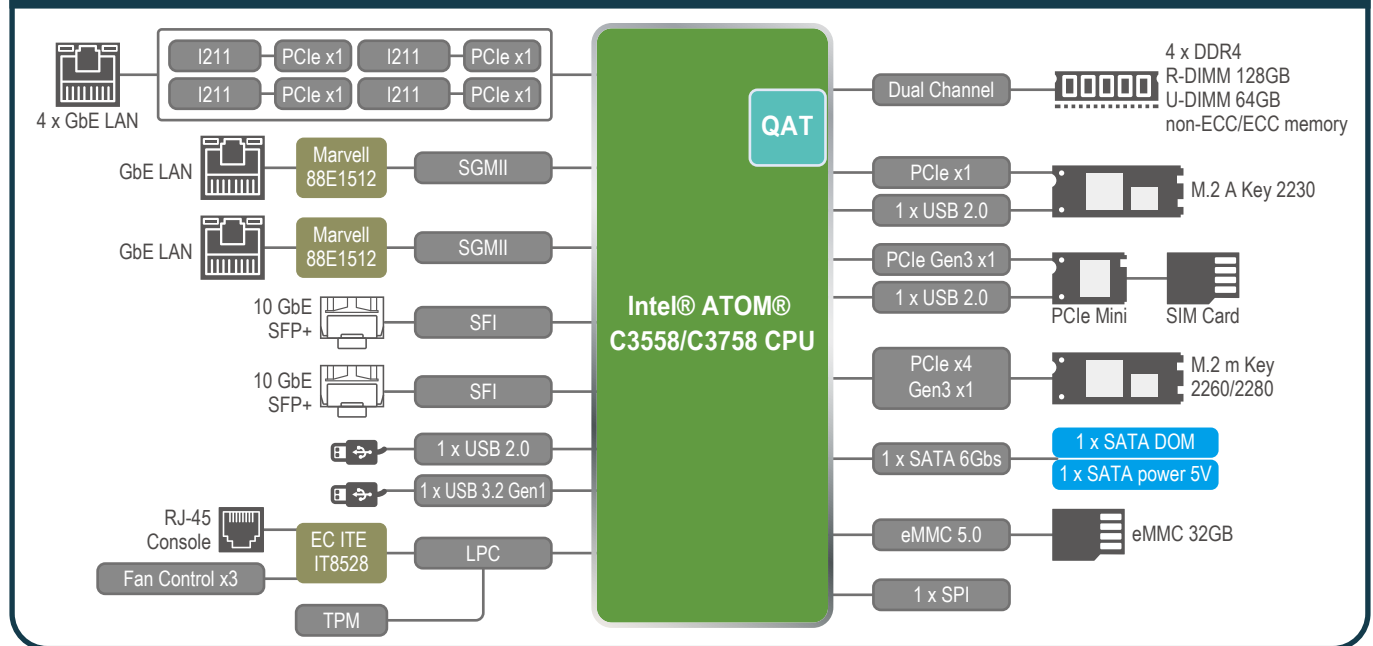 I211
PCIe x1
I211
PCIe x1
I211
PCIe x1
I211
PCIe x1
4 x GbE LAN
GbE LAN
Marvell
88E1512
SGMII
GbE LAN
Marvell
88E1512
SGMII
10 GbE
SFP+
SFI
10 GbE
SFP+
SFI
1 x USB 2.0
1 x USB 3.2 Gen1
RJ-45
Console
EC ITE
IT8528
LPC
Fan Control x3
TPM
QAT
Intel® ATOM®
C3558/C3758 CPU
Dual Channel
4 x DDR4
R-DIMM 128GB
U-DIMM 64GB
non-ECC/ECC memory
PCIe x1
1 x USB 2.0
M.2 A Key 2230
PCIe Gen3 x1
1 x USB 2.0
PCIe Mini
SIM Card
PCIe x4
Gen3 x1
M.2 m Key
2260/2280
1 x SATA 6Gbs
1 x SATA DOM
1 x SATA power 5V
eMMC 5.0
eMMC 32GB
1 x SPI